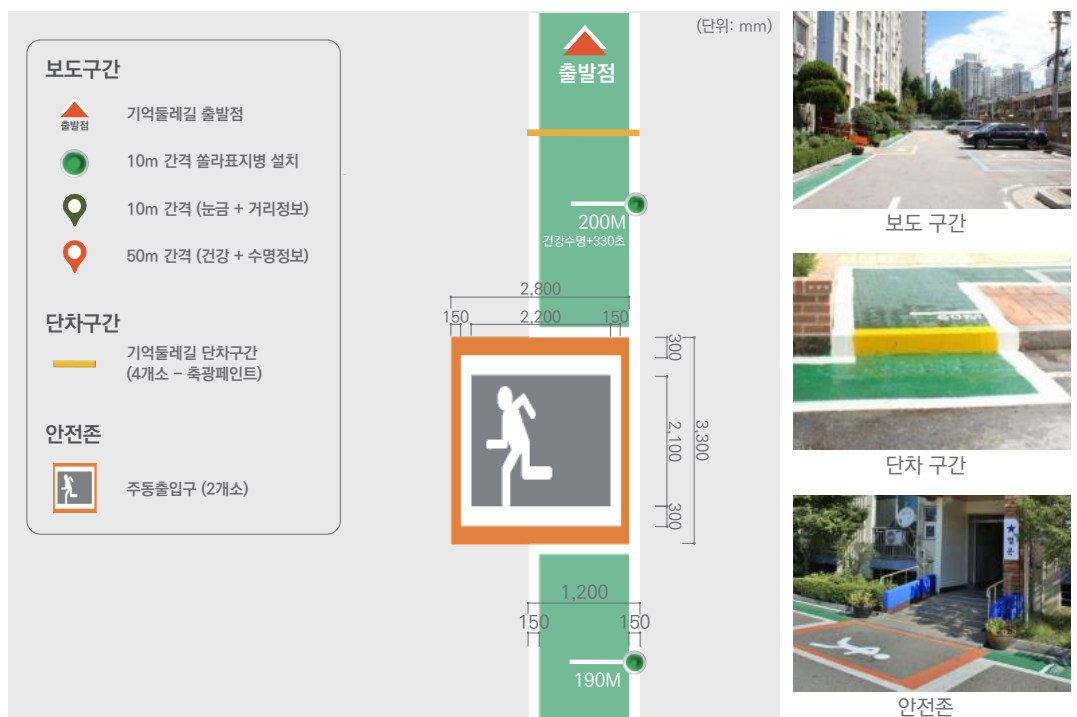 (단위: mm)
보도구간
출발점
기억둘레길 출발점
10m 간격 쏠라표지병 설치
10m 간격 (눈금 + 거리정보)
50m 간격 (건강 + 수명정보)
단차구간
기억둘레길 단차구간
(4개소 – 축광페인트)
안전존
주동출입구 (2개소)
출발점
200M
건강수명+330초
2,800
150
2,200
150
300
2,100
3,300
300
1,200
150
150
190M
보도 구간
60M
단차 구간
안전존